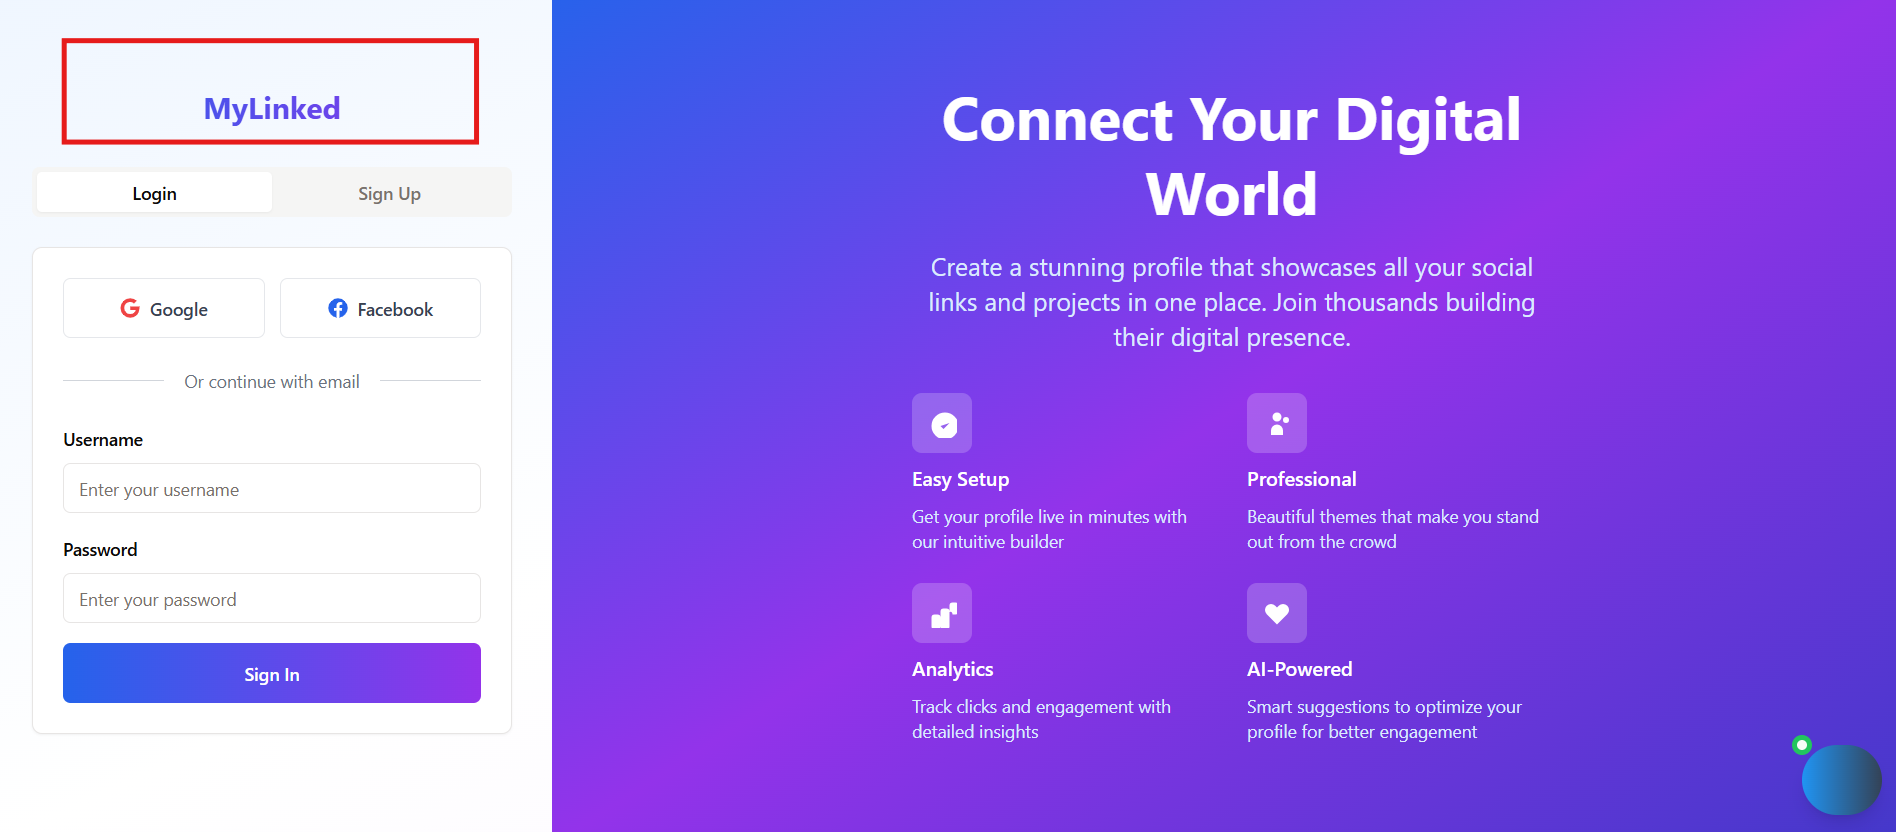 MyLinked
Login
Sign Up
Google
Facebook
Or continue with email
Username
Enter your username
Password
Enter your password
Sign In
Connect Your Digital
World
Create a stunning profile that showcases all your social
links and projects in one place. Join thousands building
their digital presence.
Easy Setup
Get your profile live in minutes with
our intuitive builder
Professional
Beautiful themes that make you stand
out from the crowd
Analytics
Track clicks and engagement with
detailed insights
AI-Powered
Smart suggestions to optimize your
profile for better engagement